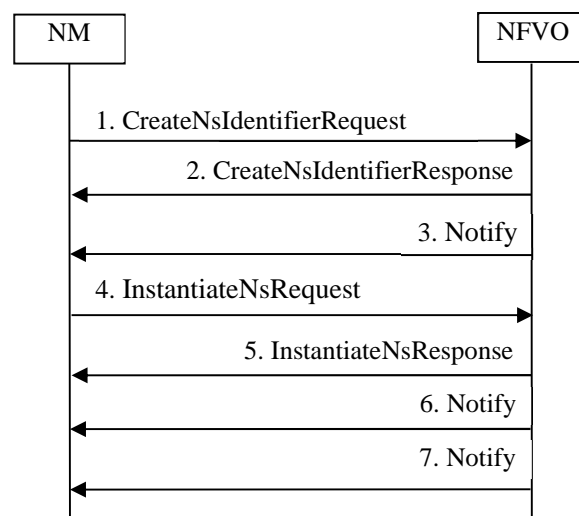 NM
NFVO
1. CreateNsIdentifierRequest
2. CreateNsIdentifierResponse
3. Notify
4. InstantiateNsRequest
5. InstantiateNsResponse
6. Notify
7. Notify